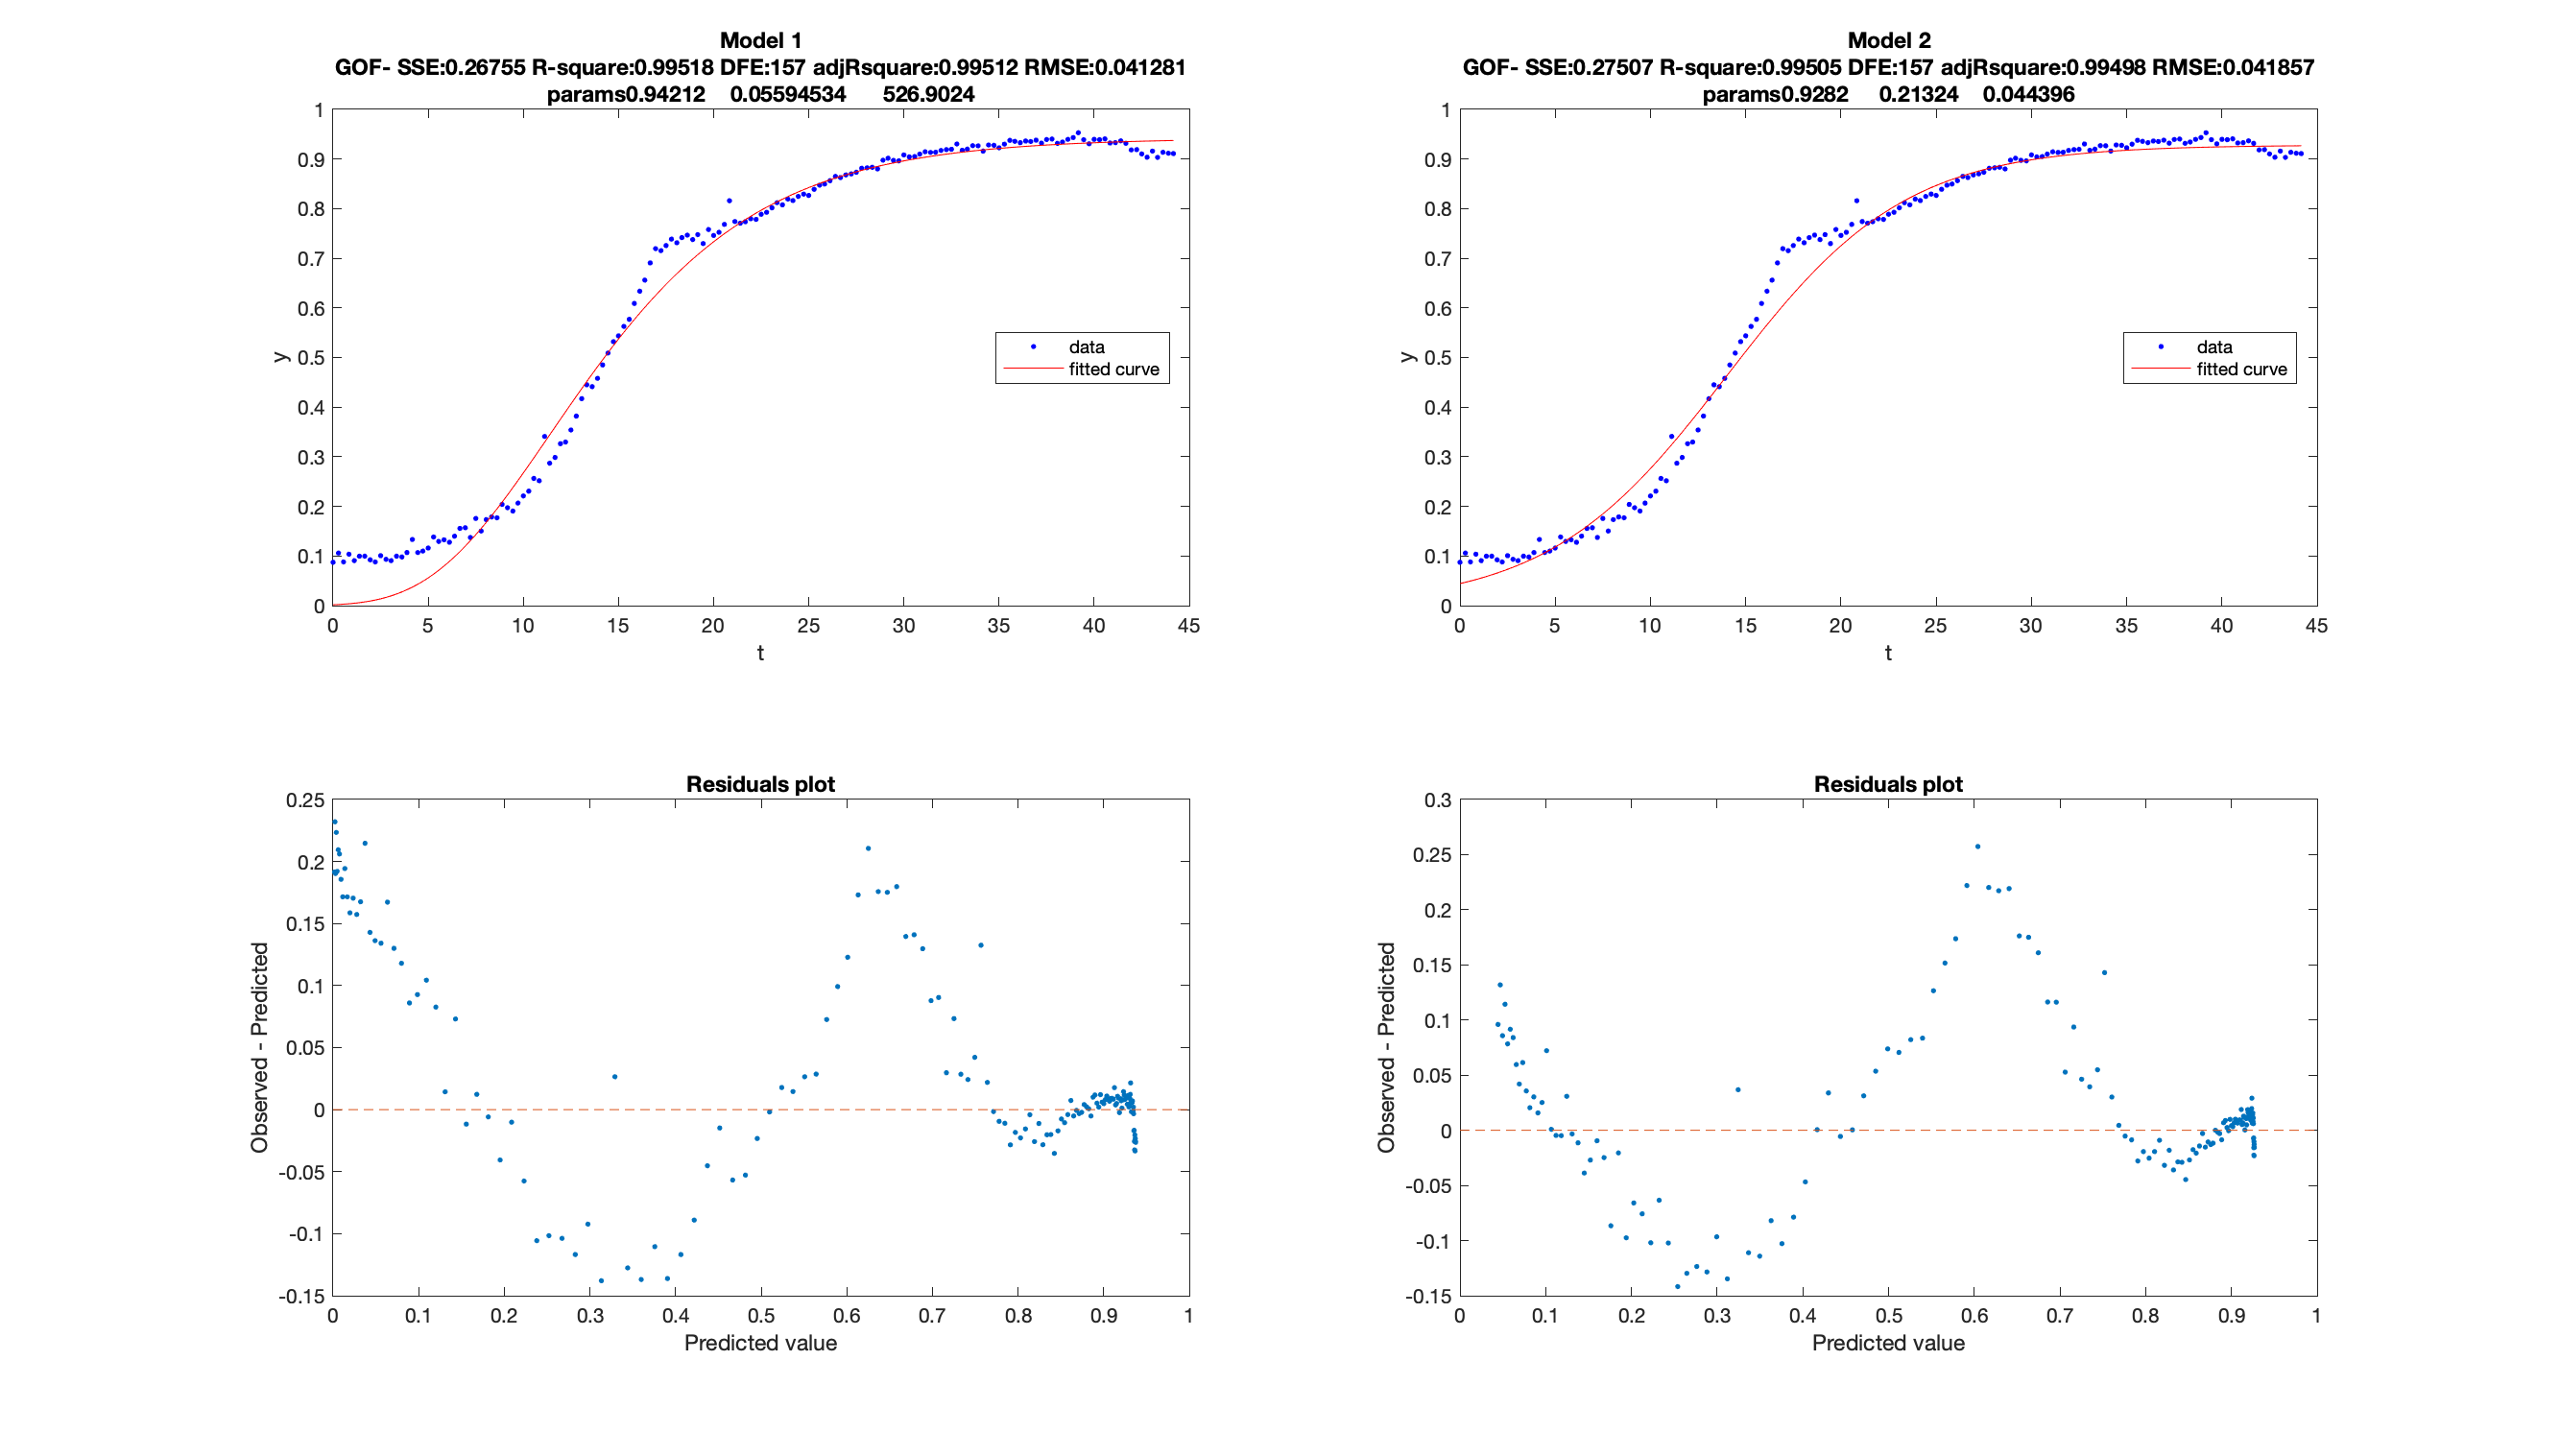 Model 1
GOF- SSE:0.26755 R-square:0.99518 DFE:157 adjRsquare:0.99512 RMSE:0.041281
params0.94212 0.05594534 526.9024
1
0.9
0.8
0.7
0.6
0.5
0.4
0.3
0.2
0.1
0
y
data
fitted curve
0 5 10 15 20 25 30 35 40 45
t
Model 2
GOF- SSE:0.27507 R-square:0.99505 DFE:157 adjRsquare:0.99498 RMSE:0.041857
params0.9282 0.21324 0.044396
1
0.9
0.8
0.7
0.6
0.5
0.4
0.3
0.2
0.1
0
y
data
fitted curve
0 5 10 15 20 25 30 35 40 45
t
Residuals plot
0.25
0.2
0.15
0.1
0.05
0
-0.05
-0.1
-0.15
Observed - Predicted
0 0.1 0.2 0.3 0.4 0.5 0.6 0.7 0.8 0.9 1
Predicted value
Residuals plot
0.3
0.25
0.2
0.15
0.1
0.05
0
-0.05
-0.1
-0.15
Observed - Predicted
0 0.1 0.2 0.3 0.4 0.5 0.6 0.7 0.8 0.9 1
Predicted value